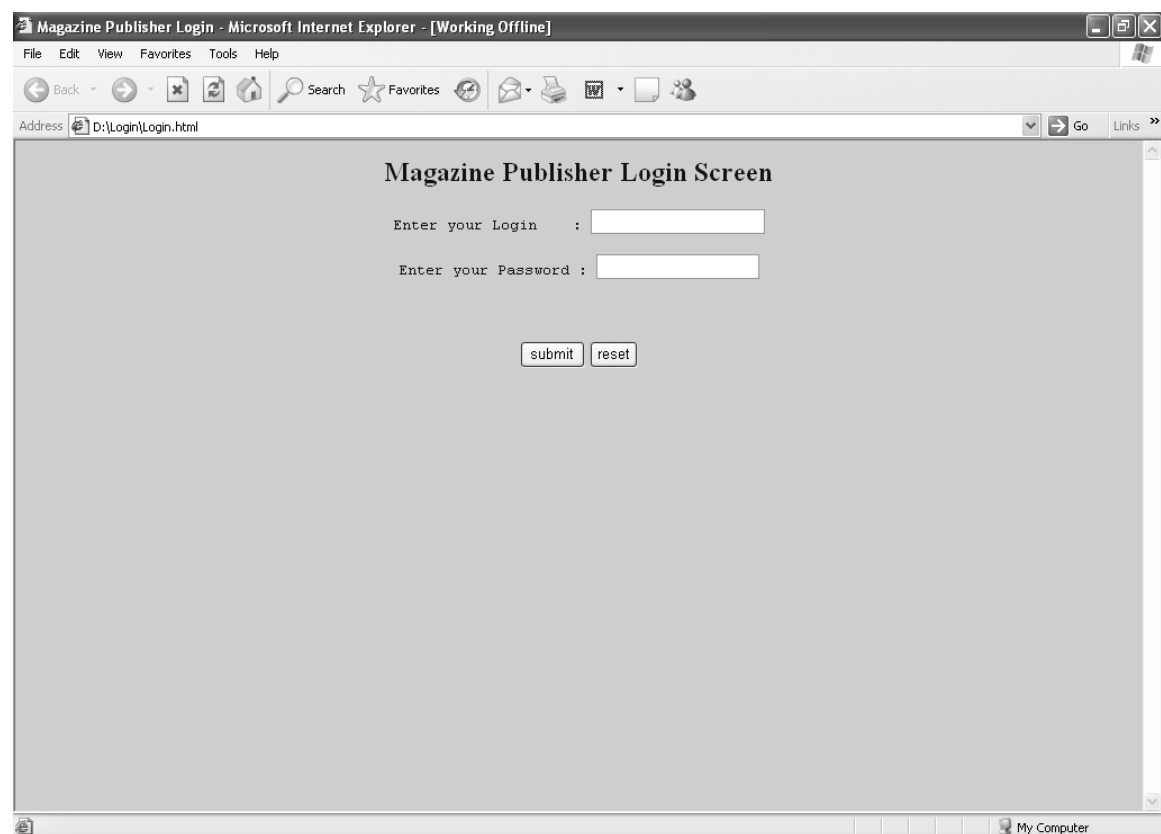 Magazine Publisher Login - Microsoft Internet Explorer - [Working Offline]
File Edit View Favorites Tools Help
Back Search Favorites W
Address D:\Login\Login.html Go Links »
Magazine Publisher Login Screen
Enter your Login :
Enter your Password :
submit reset
My Computer